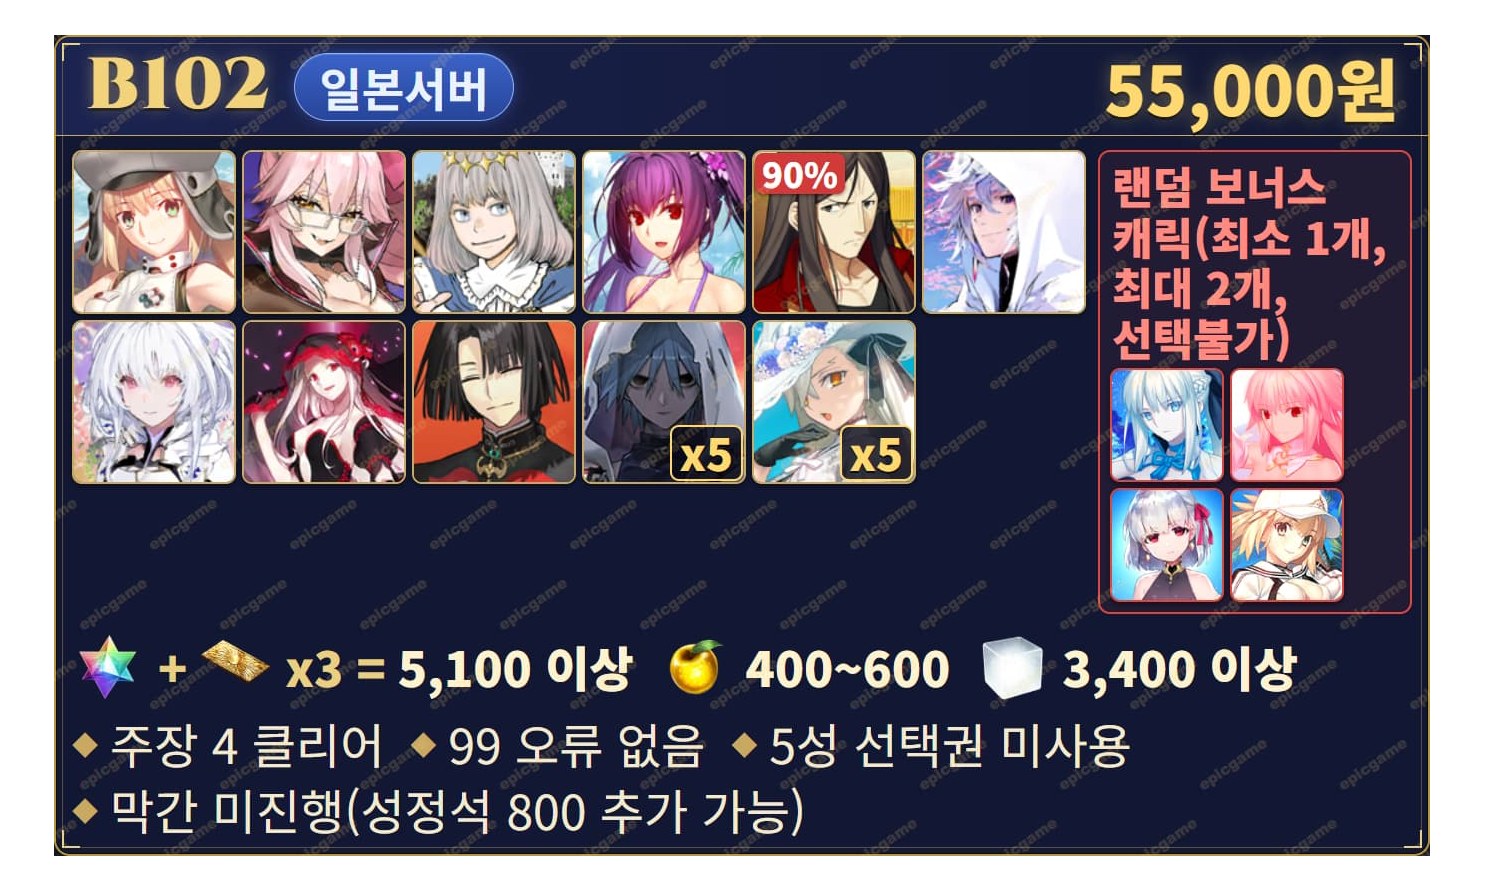 B102 일본서버 55,000원
90%
랜덤 보너스
캐릭(최소 1개,
최대 2개,
선택불가)
x5 x5
+ x3 = 5,100 이상 400~600 3,400 이상
◆ 주장 4 클리어 ◆ 99 오류 없음 ◆ 5성 선택권 미사용
◆ 막간 미진행(성정석 800 추가 가능)
epicgame